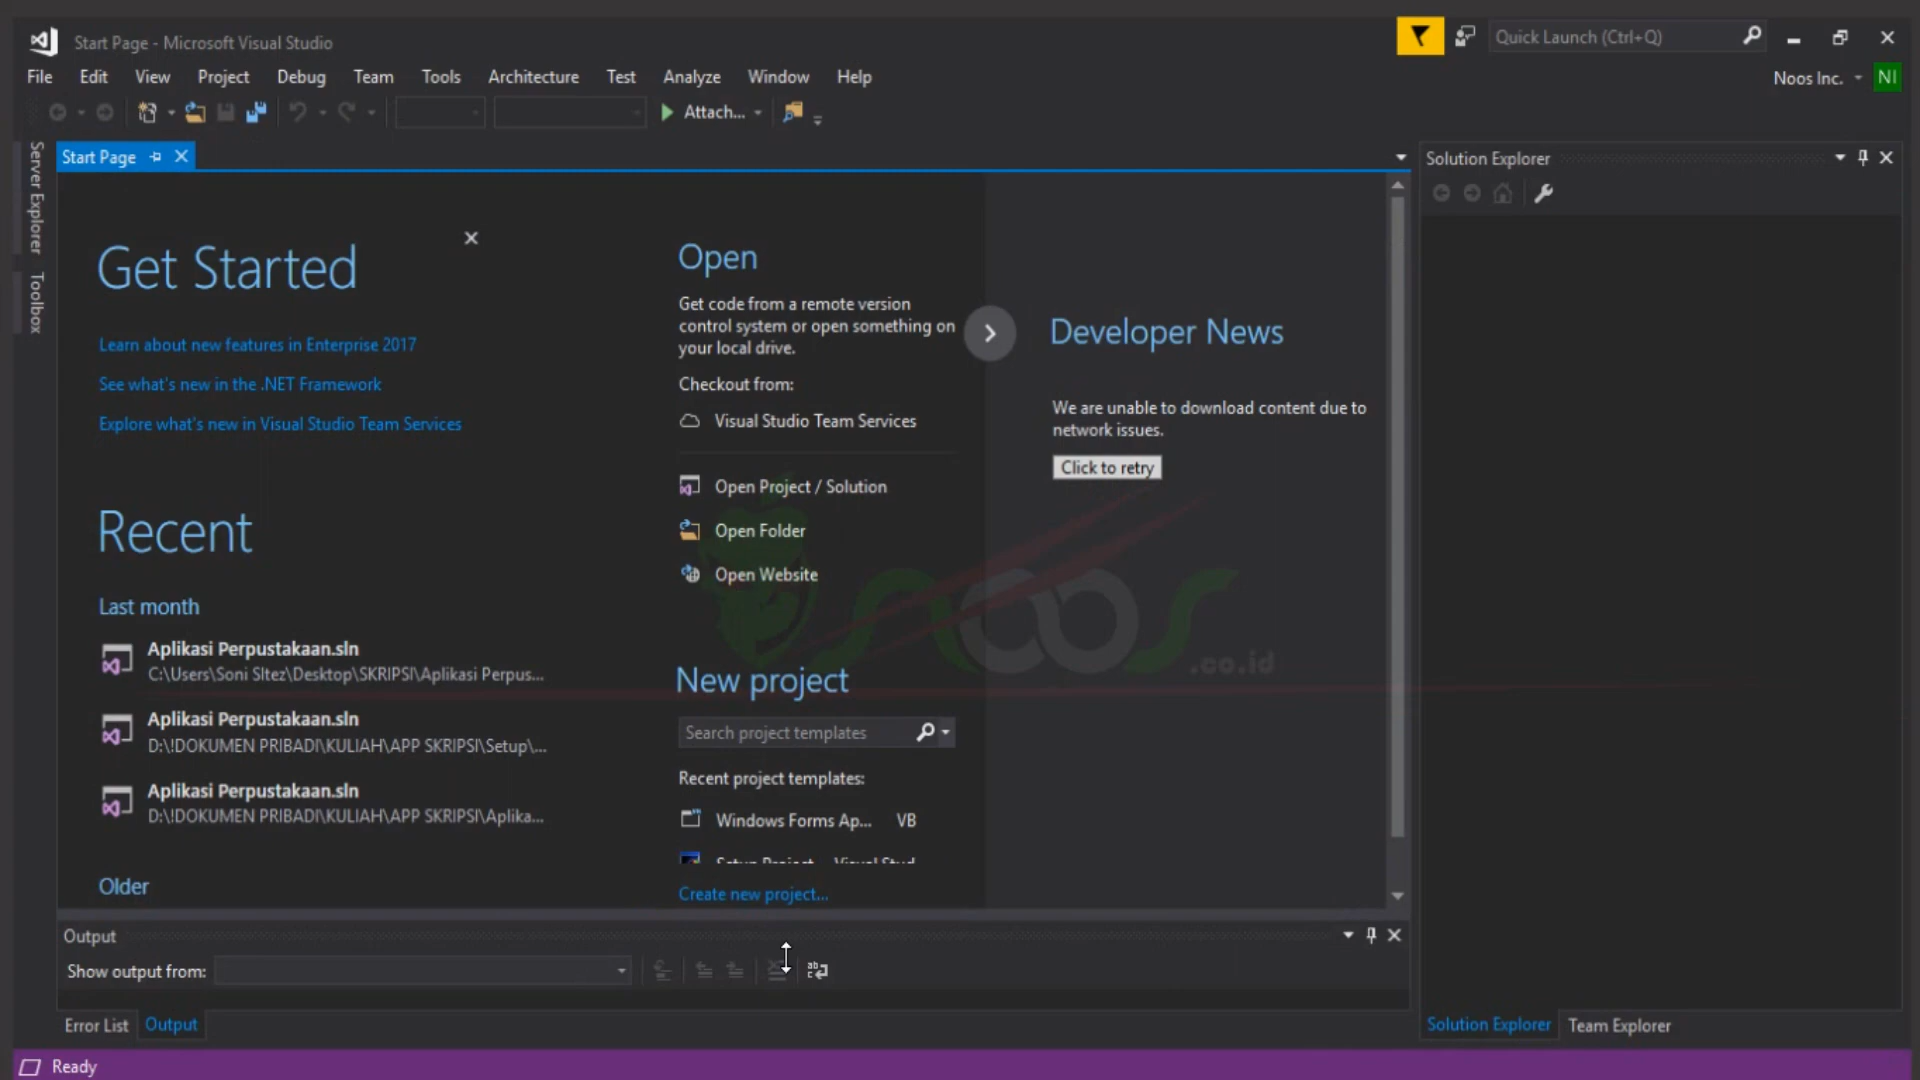 Start Page - Microsoft Visual Studio
Quick Launch (Ctrl+Q)
File Edit View Project Debug Team Tools Architecture Test Analyze Window Help
Noos Inc. NI
Attach...
Server Explorer
Toolbox
Start Page
Get Started
Learn about new features in Enterprise 2017
See what's new in the .NET Framework
Explore what's new in Visual Studio Team Services
Recent
Last month
Aplikasi Perpustakaan.sln
C:\Users\Soni Sltez\Desktop\SKRIPSI\Aplikasi Perpus...
Aplikasi Perpustakaan.sln
D:\!DOKUMEN PRIBADI\KULIAH\APP SKRIPSI\Setup\...
Aplikasi Perpustakaan.sln
D:\!DOKUMEN PRIBADI\KULIAH\APP SKRIPSI\Aplika...
Older
Open
Get code from a remote version
control system or open something on
your local drive.
Checkout from:
Visual Studio Team Services
Open Project / Solution
Open Folder
Open Website
New project
Search project templates
Recent project templates:
Windows Forms Ap... VB
Setup Project Visual Stud
Create new project...
Developer News
We are unable to download content due to
network issues.
Click to retry
snoos
.co.id
Solution Explorer
Output
Show output from:
Error List Output
Solution Explorer Team Explorer
Ready